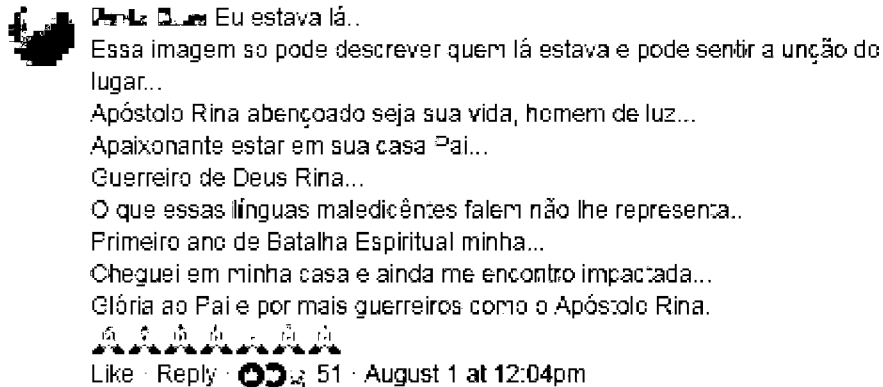 Eu estava lá..
Essa imagem so pode descrever quem lá estava e pode sentir a unção do
lugar...
Apóstolo Rina abençoado seja sua vida, homem de luz...
Apaixonante estar em sua casa Pai...
Guerreiro de Deus Rina...
O que essas línguas maledicêntes falem não lhe representa..
Primeiro ano de Batalha Espiritual minha...
Cheguei em minha casa e ainda me encontro impactada...
Glória ao Pai e por mais guerreiros como o Apóstolo Rina.
Like · Reply · 51 · August 1 at 12:04pm